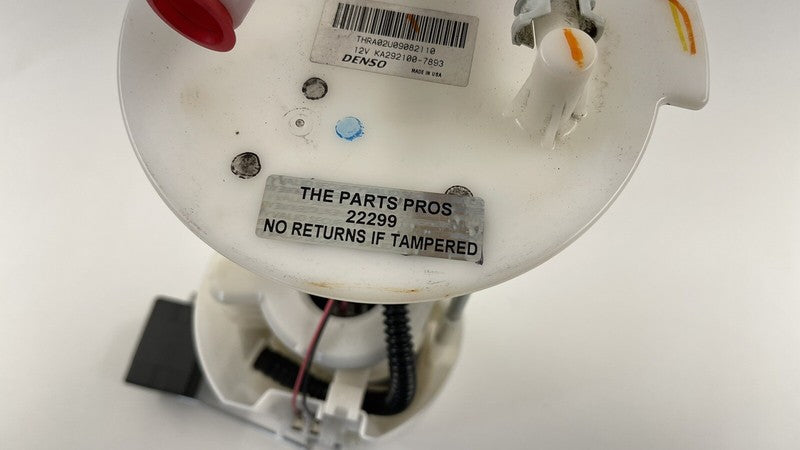 THRA02U09082110
12V KA292100-7893
DENSO MADE IN USA
THE PARTS PROS
22299
NO RETURNS IF TAMPERED